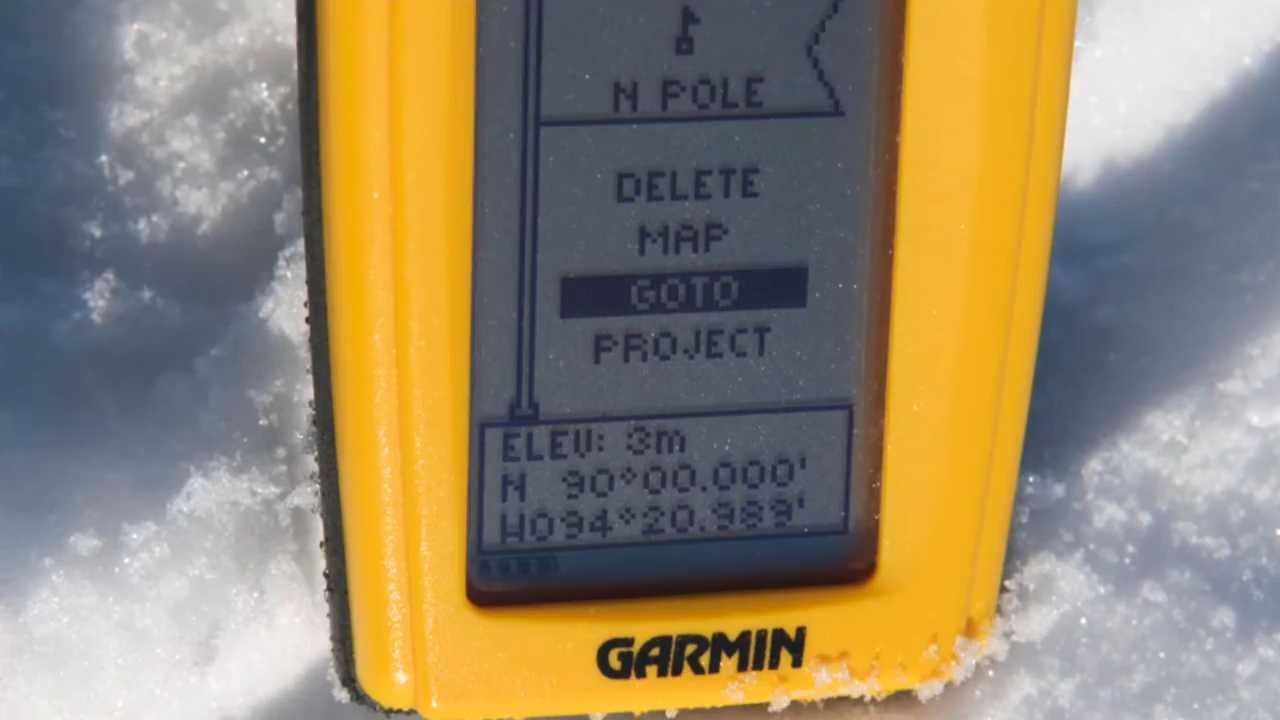 N POLE
DELETE
MAP
GOTO
PROJECT
ELEV: 3m
N 90°00.000'
W094°20.989'
GARMIN